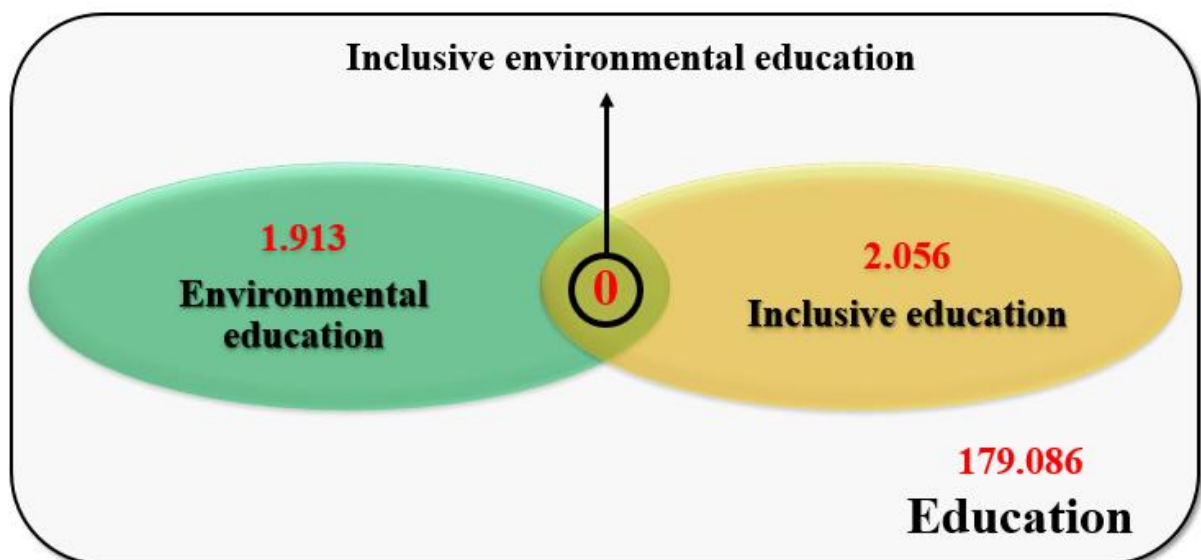 Inclusive environmental education
1.913
Environmental
education
0
2.056
Inclusive education
179.086
Education